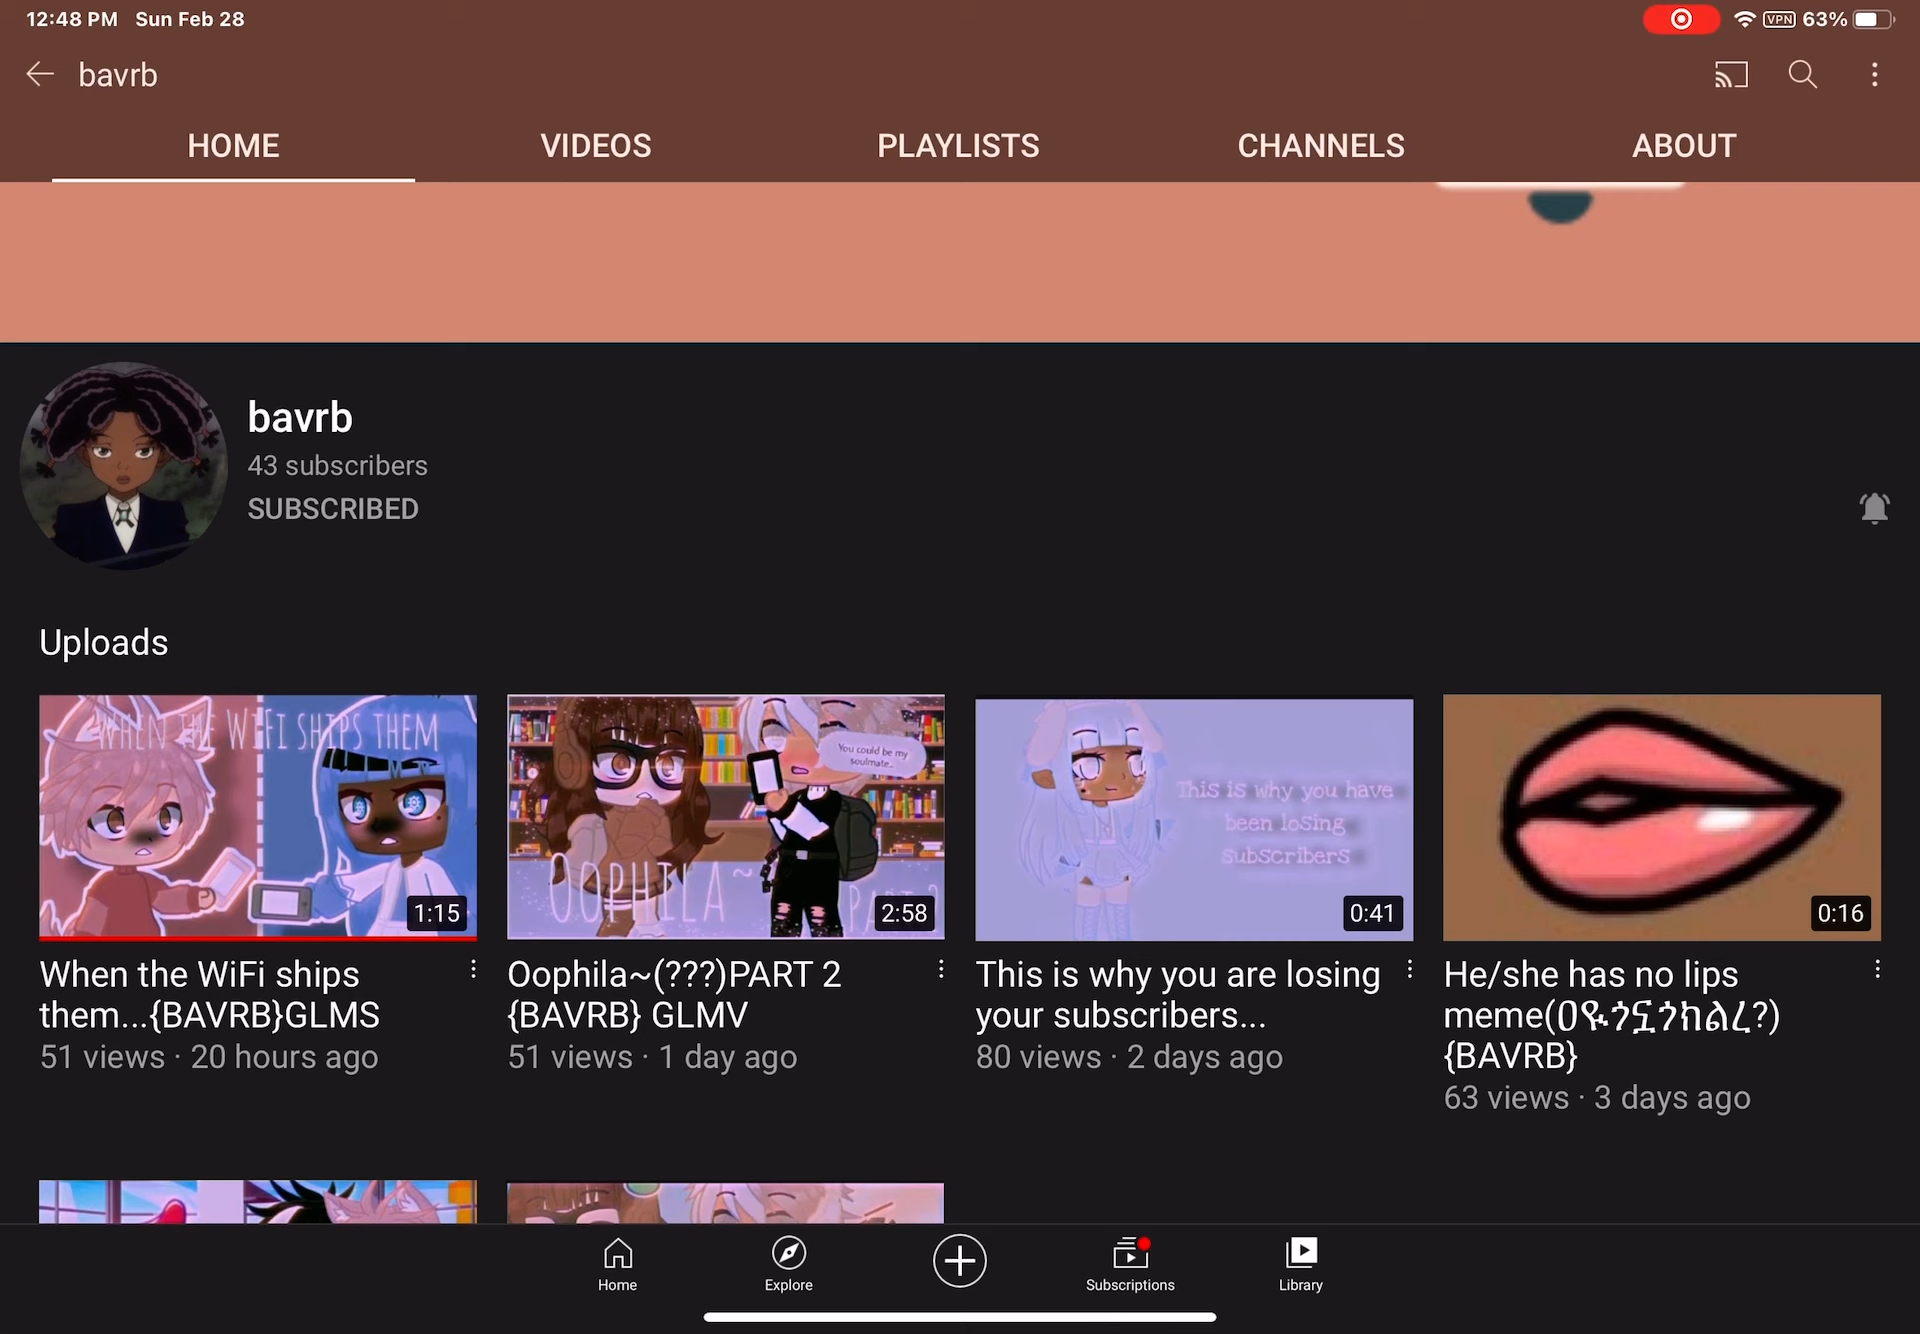 12:48 PM Sun Feb 28
VPN 63%
bavrb
HOME VIDEOS PLAYLISTS CHANNELS ABOUT
bavrb
43 subscribers
SUBSCRIBED
Uploads
WHEN THE WIFI SHIPS THEM
1:15
You could be my
soulmate..
OOPHILA~
PART 2
2:58
This is why you have
been losing
subscribers
0:41
0:16
When the WiFi ships
them...{BAVRB}GLMS
51 views · 20 hours ago
Oophila~(???)PART 2
{BAVRB} GLMV
51 views · 1 day ago
This is why you are losing
your subscribers...
80 views · 2 days ago
He/she has no lips
{BAVRB}
63 views · 3 days ago
Home
Explore
Subscriptions
Library